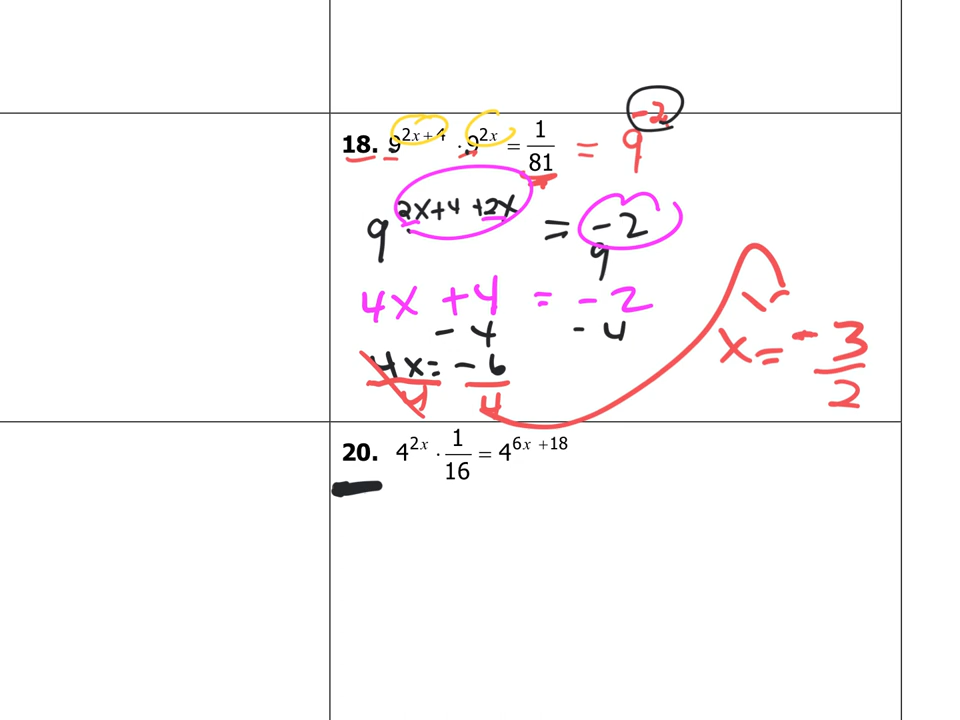 18. 9^{2x+4} · 9^{2x} = 1/81 = 9^{-2}
9^{2x+4+2x} = 9^{-2}
4x + 4 = -2
- 4 - 4
4x = - 6
4 4
x = - 3/2
20. 4^{2x} · 1/16 = 4^{6x+18}